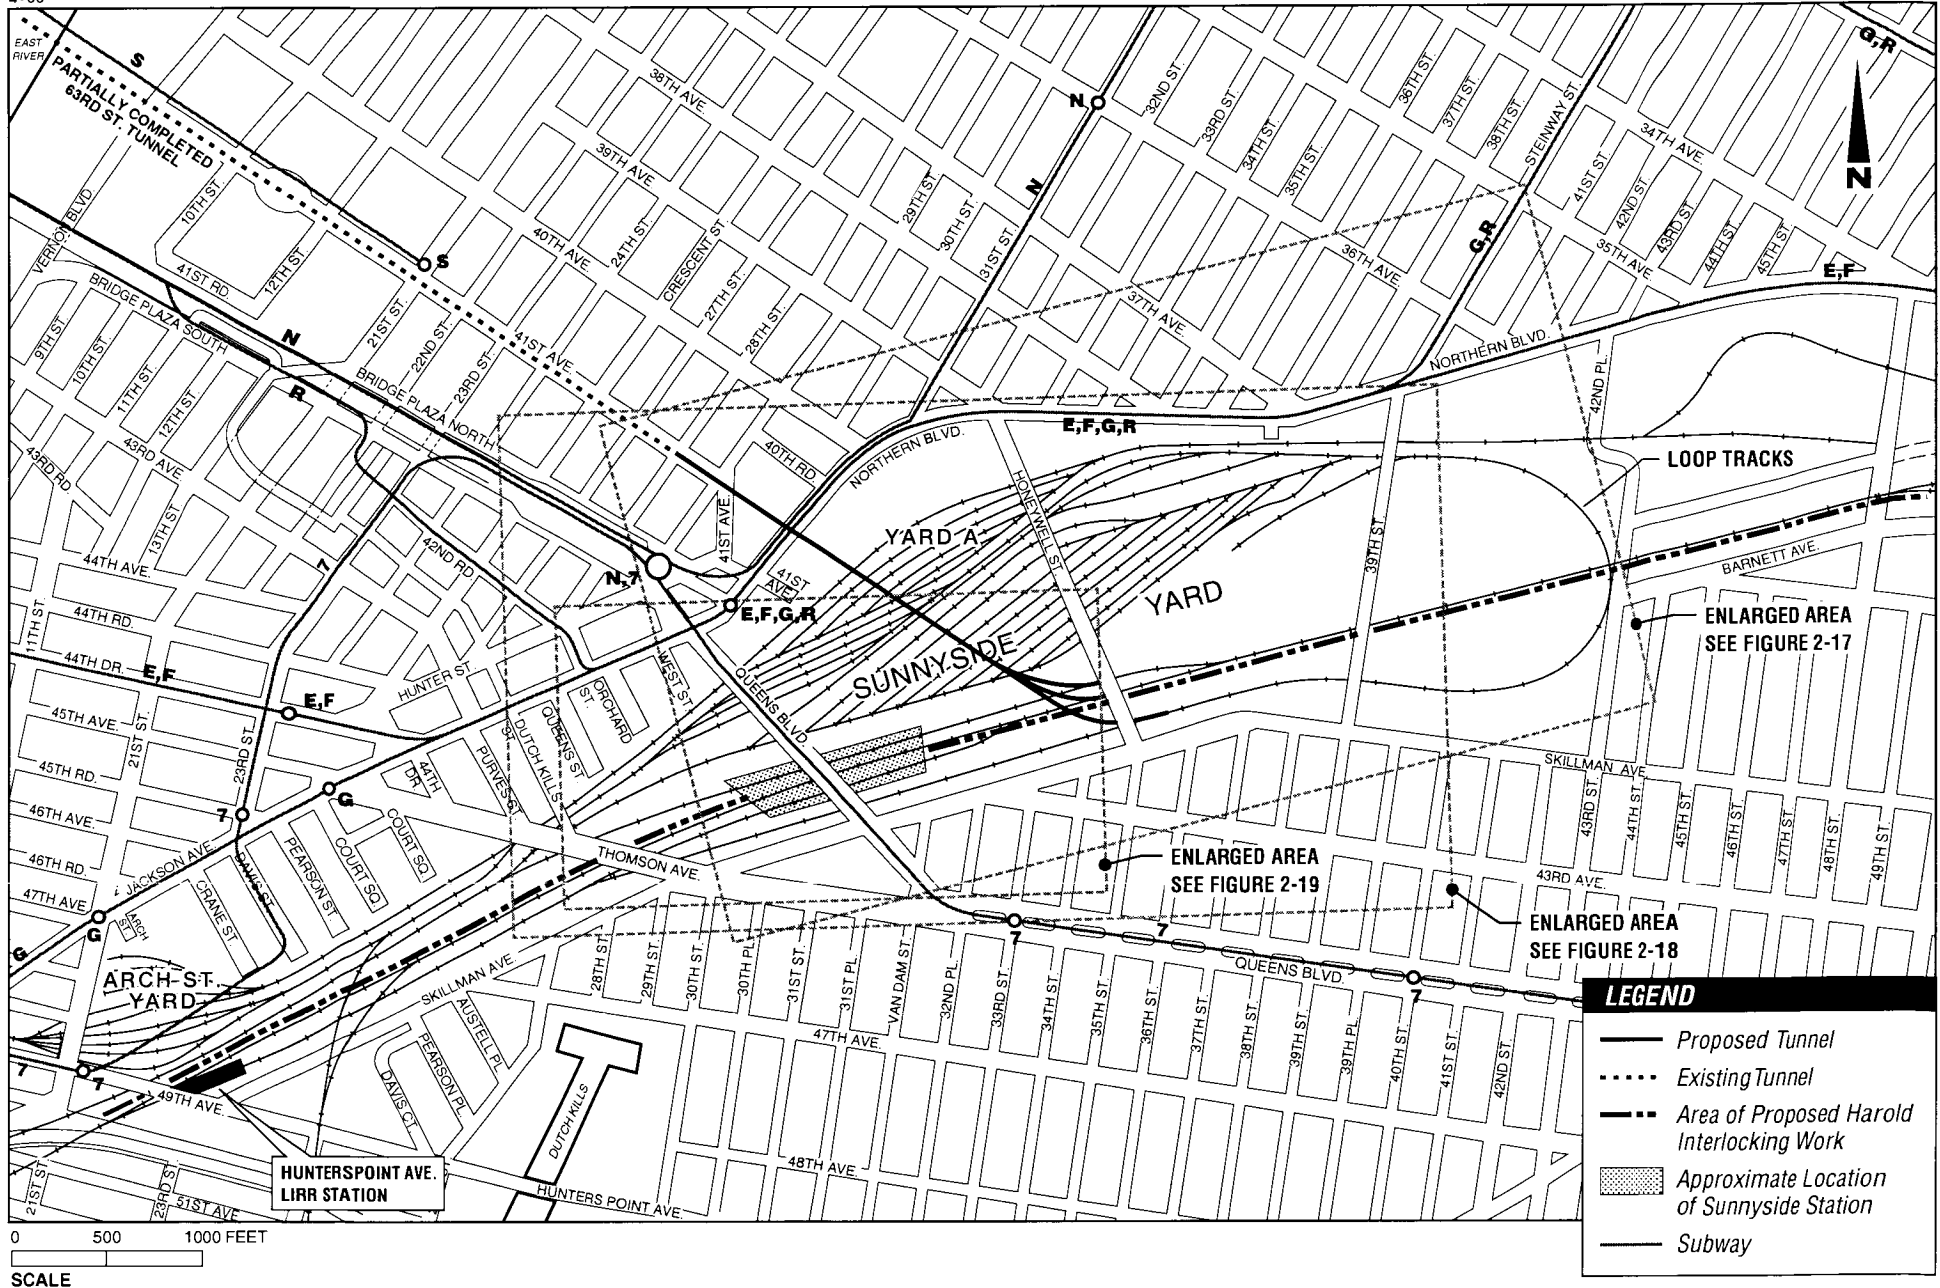 EAST
RIVER
S
PARTIALLY COMPLETED
63RD ST. TUNNEL
38TH AVE.
39TH AVE.
40TH AVE.
41ST AVE.
24TH ST.
CRESCENT ST.
27TH ST.
28TH ST.
29TH ST.
30TH ST.
31ST ST.
N
N
32ND ST.
33RD ST.
34TH ST.
35TH ST.
36TH ST.
37TH ST.
38TH ST.
STEINWAY ST.
G,R
G,R
34TH AVE.
35TH AVE.
36TH AVE.
37TH AVE.
41ST ST.
42ND ST.
43RD ST.
44TH ST.
45TH ST.
E,F
N
VERNON BLVD.
10TH ST.
12TH ST.
41ST RD.
S
21ST ST.
22ND ST.
23RD ST.
BRIDGE PLAZA SOUTH
N
R
BRIDGE PLAZA NORTH
9TH ST.
10TH ST.
11TH ST.
12TH ST.
13TH ST.
43RD AVE.
43RD RD.
40TH RD.
NORTHERN BLVD.
NORTHERN BLVD.
E,F,G,R
42ND PL.
LOOP TRACKS
41ST AVE.
41ST
AVE.
YARD A
HONEYWELL ST.
39TH ST.
SUNNYSIDE
YARD
BARNETT AVE.
ENLARGED AREA
SEE FIGURE 2-17
N,7
E,F,G,R
7
42ND RD.
44TH AVE.
44TH RD.
11TH ST.
44TH DR.
E,F
E,F
HUNTER ST.
WEST ST.
ORCHARD
ST.
QUEENS ST.
DUTCH KILLS
ST.
PURVES ST.
44TH
DR.
QUEENS BLVD.
45TH AVE.
21ST ST.
23RD ST.
45TH RD.
46TH AVE.
46TH RD.
47TH AVE.
7
G
JACKSON AVE.
DAVIS ST.
PEARSON ST.
COURT SQ.
COURT SQ.
CRANE ST.
ARCH
ST.
G
G
THOMSON AVE.
SKILLMAN AVE.
43RD ST.
44TH ST.
45TH ST.
46TH ST.
47TH ST.
48TH ST.
49TH ST.
43RD AVE.
ENLARGED AREA
SEE FIGURE 2-19
ENLARGED AREA
SEE FIGURE 2-18
ARCH ST.
YARD
SKILLMAN AVE.
28TH ST.
29TH ST.
30TH ST.
30TH PL.
31ST ST.
31ST PL.
VAN DAM ST.
32ND PL.
33RD ST.
34TH ST.
35TH ST.
36TH ST.
37TH ST.
38TH ST.
39TH ST.
39TH PL.
40TH ST.
41ST ST.
42ND ST.
7
7
QUEENS BLVD.
7
AUSTELL PL.
PEARSON PL.
DAVIS CT.
47TH AVE.
DUTCH KILLS
7
7
49TH AVE.
HUNTERSPOINT AVE.
LIRR STATION
48TH AVE.
HUNTERS POINT AVE.
21ST ST.
23RD ST.
51ST AVE.
LEGEND
Proposed Tunnel
Existing Tunnel
Area of Proposed Harold
Interlocking Work
Approximate Location
of Sunnyside Station
Subway
0 500 1000 FEET
SCALE